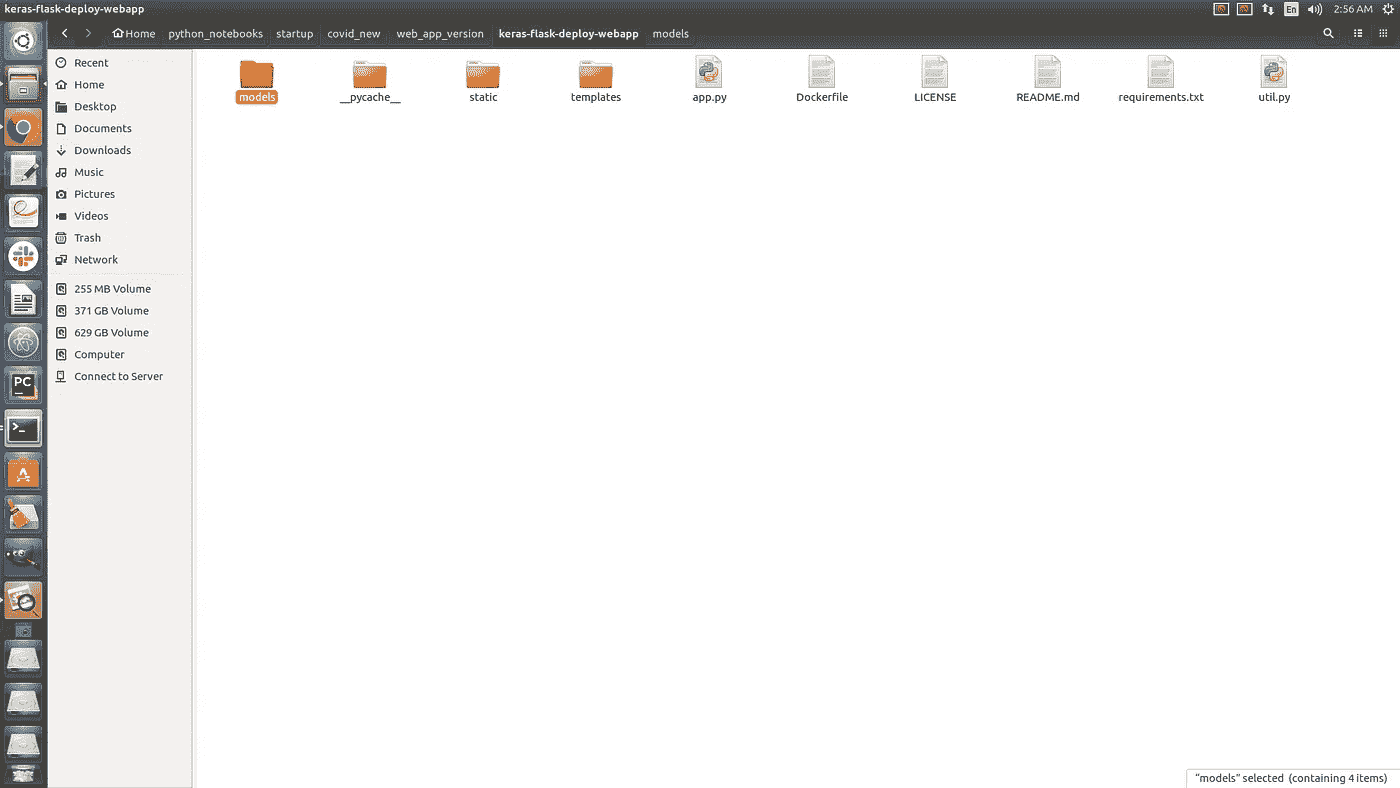 keras-flask-deploy-webapp
En
2:56 AM
Home python_notebooks startup covid_new web_app_version keras-flask-deploy-webapp models
Recent
Home
Desktop
Documents
Downloads
Music
Pictures
Videos
Trash
Network
255 MB Volume
371 GB Volume
629 GB Volume
Computer
Connect to Server
models __pycache__ static templates app.py Dockerfile LICENSE README.md requirements.txt util.py
PC
"models" selected (containing 4 items)